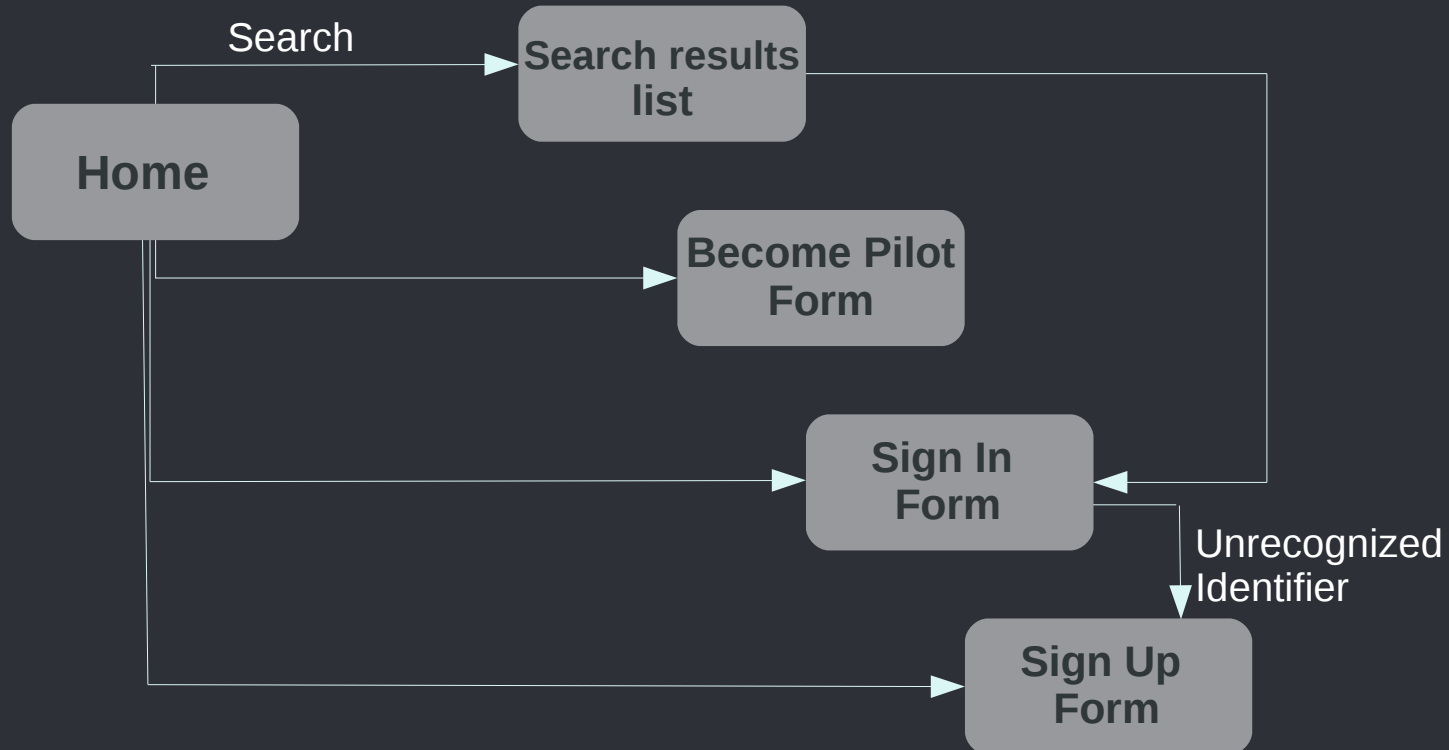 Search
Search results
list
Home
Become Pilot
Form
Sign In
Form
Unrecognized
Identifier
Sign Up
Form